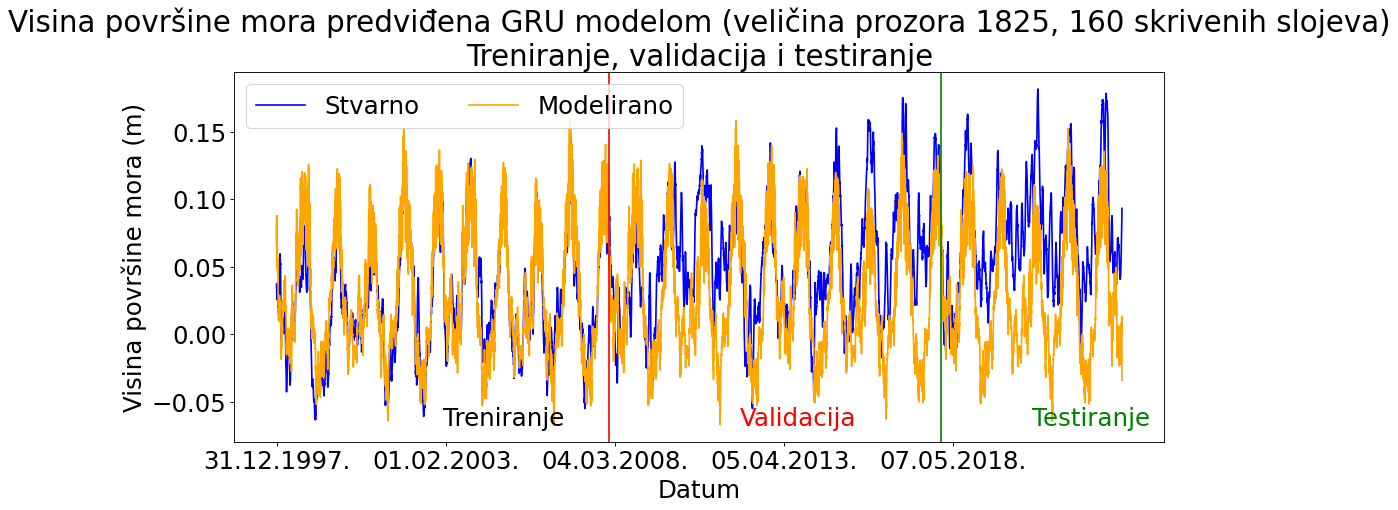 Visina površine mora predviđena GRU modelom (veličina prozora 1825, 160 skrivenih slojeva)
Treniranje, validacija i testiranje
Stvarno
Modelirano
Visina površine mora (m)
0.15
0.10
0.05
0.00
−0.05
Treniranje
Validacija
Testiranje
31.12.1997.
01.02.2003.
04.03.2008.
05.04.2013.
07.05.2018.
Datum